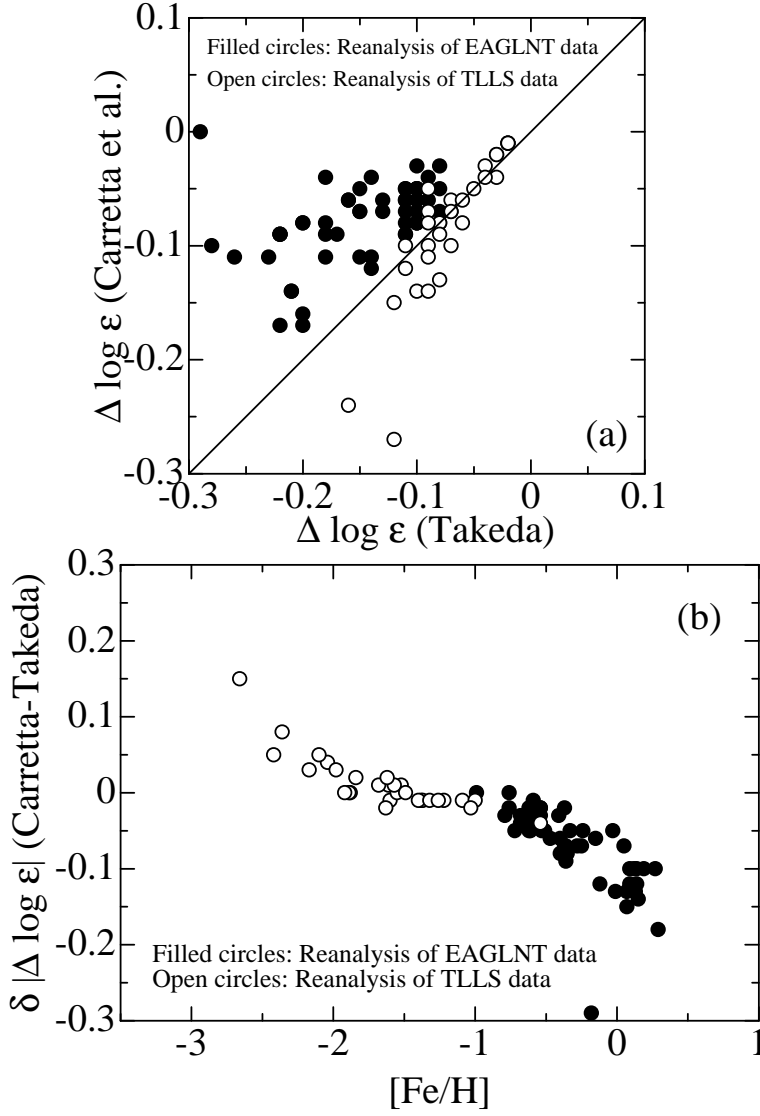 0.1
Filled circles: Reanalysis of EAGLNT data
Open circles: Reanalysis of TLLS data
0
-0.1
-0.2
-0.3
Δ log ε (Carretta et al.)
(a)
-0.3 -0.2 -0.1 0 0.1
Δ log ε (Takeda)
0.3
0.2
0.1
0
-0.1
-0.2
-0.3
δ |Δ log ε| (Carretta-Takeda)
(b)
Filled circles: Reanalysis of EAGLNT data
Open circles: Reanalysis of TLLS data
-3 -2 -1 0 1
[Fe/H]